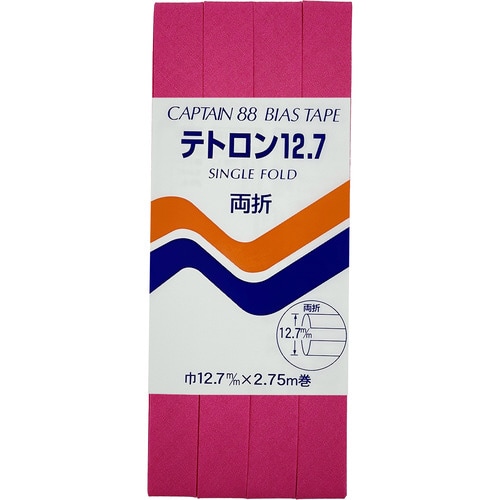 CAPTAIN 88 BIAS TAPE
テトロン12.7
SINGLE FOLD
両折
両折
12.7m/m
巾12.7m/m×2.75m巻